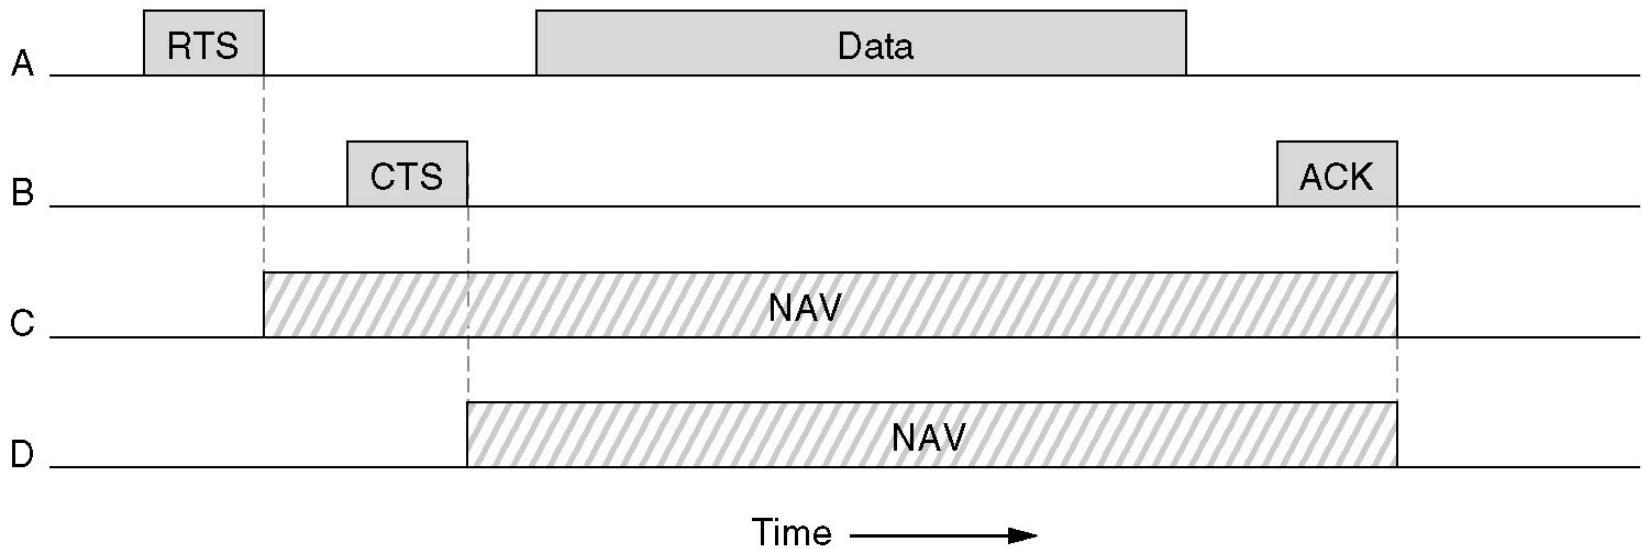 A RTS Data
B CTS ACK
C NAV
D NAV
Time